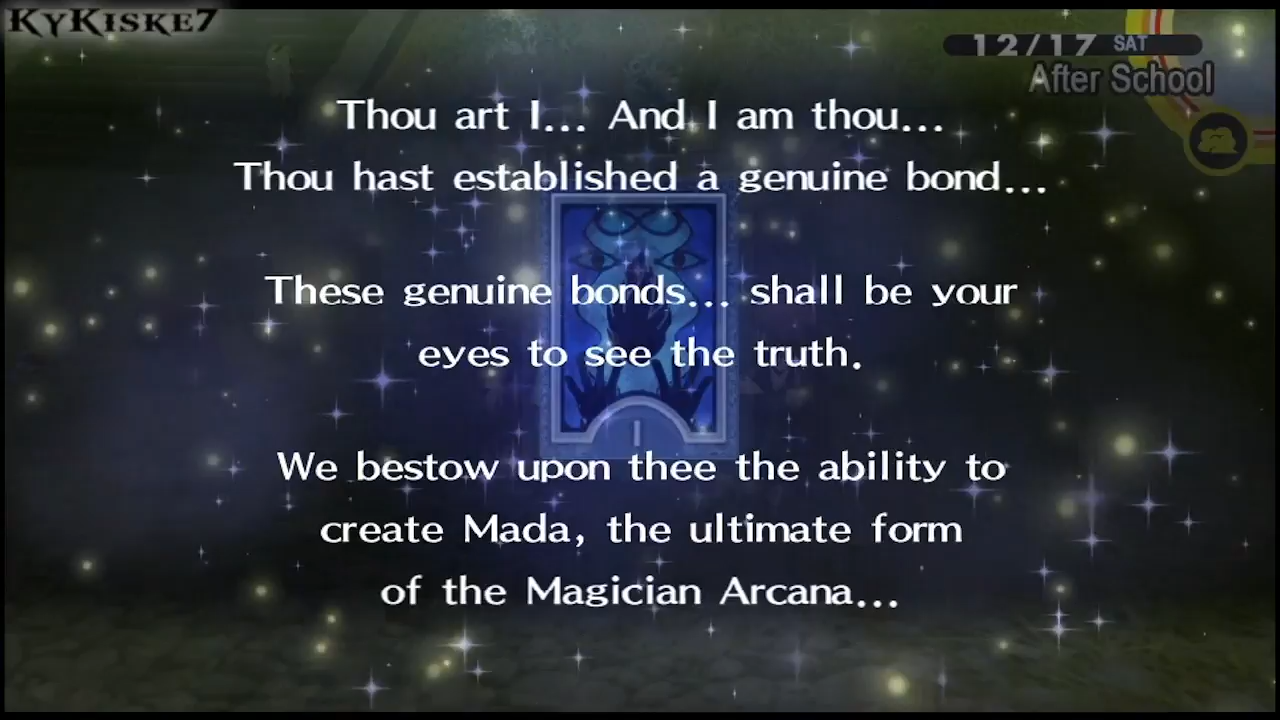 KyKiske7
12/17 SAT
After School
Thou art I... And I am thou...
Thou hast established a genuine bond...
These genuine bonds... shall be your
eyes to see the truth.
I
We bestow upon thee the ability to
create Mada, the ultimate form
of the Magician Arcana...